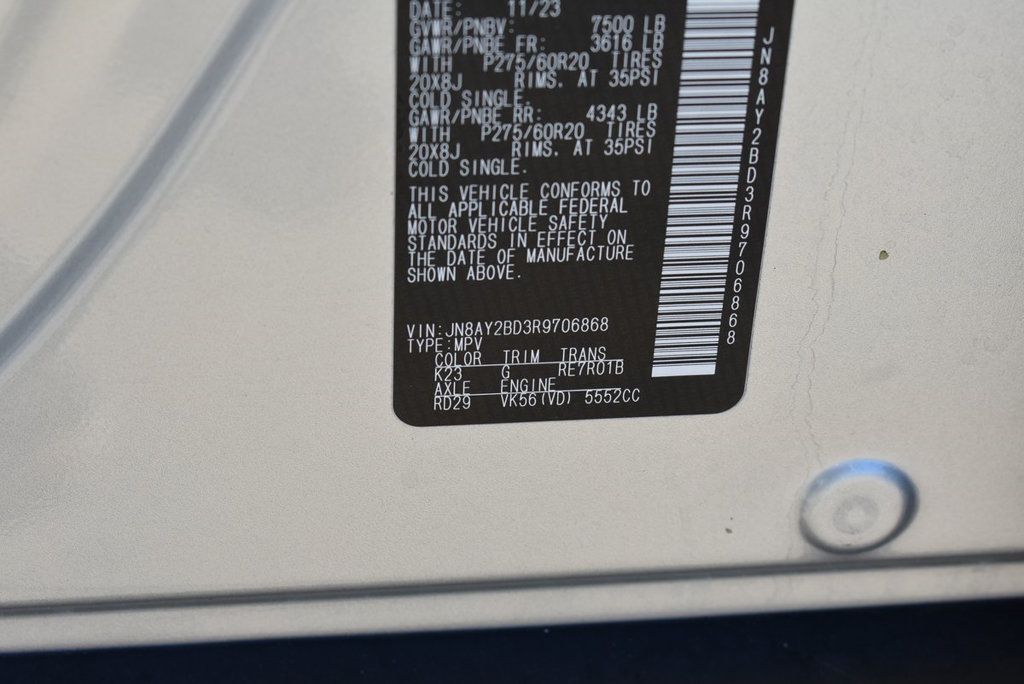 DATE: 11/23
GVWR/PNBV: 7500 LB
GAWR/PNBE FR: 3616 LB
WITH P275/60R20 TIRES
20X8J RIMS. AT 35PSI
COLD SINGLE.
GAWR/PNBE RR: 4343 LB
WITH P275/60R20 TIRES
20X8J RIMS. AT 35PSI
COLD SINGLE.
THIS VEHICLE CONFORMS TO
ALL APPLICABLE FEDERAL
MOTOR VEHICLE SAFETY
STANDARDS IN EFFECT ON
THE DATE OF MANUFACTURE
SHOWN ABOVE.
VIN:JN8AY2BD3R9706868
TYPE:MPV
COLOR TRIM TRANS
K23 G RE7R01B
AXLE ENGINE
RD29 VK56(VD) 5552CC
JN8AY2BD3R9706868